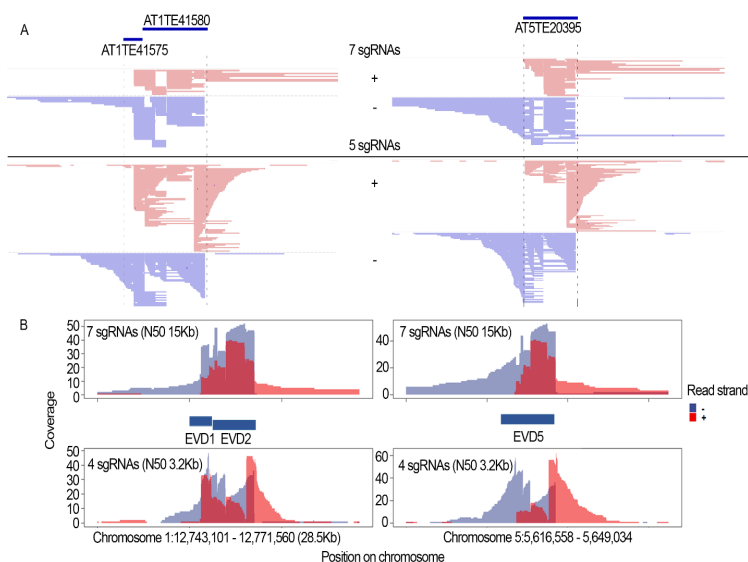 A
AT1TE41580
AT1TE41575
AT5TE20395
7 sgRNAs
+
-
5 sgRNAs
+
-
B
50
40
30
20
10
0
7 sgRNAs (N50 15Kb)
50
40
30
20
10
0
7 sgRNAs (N50 15Kb)
Coverage
EVD1
EVD2
EVD5
Read strand
-
+
50
40
30
20
10
0
4 sgRNAs (N50 3.2Kb)
60
40
20
0
4 sgRNAs (N50 3.2Kb)
Chromosome 1:12,743,101 - 12,771,560 (28.5Kb)
Chromosome 5:5,616,558 - 5,649,034
Position on chromosome